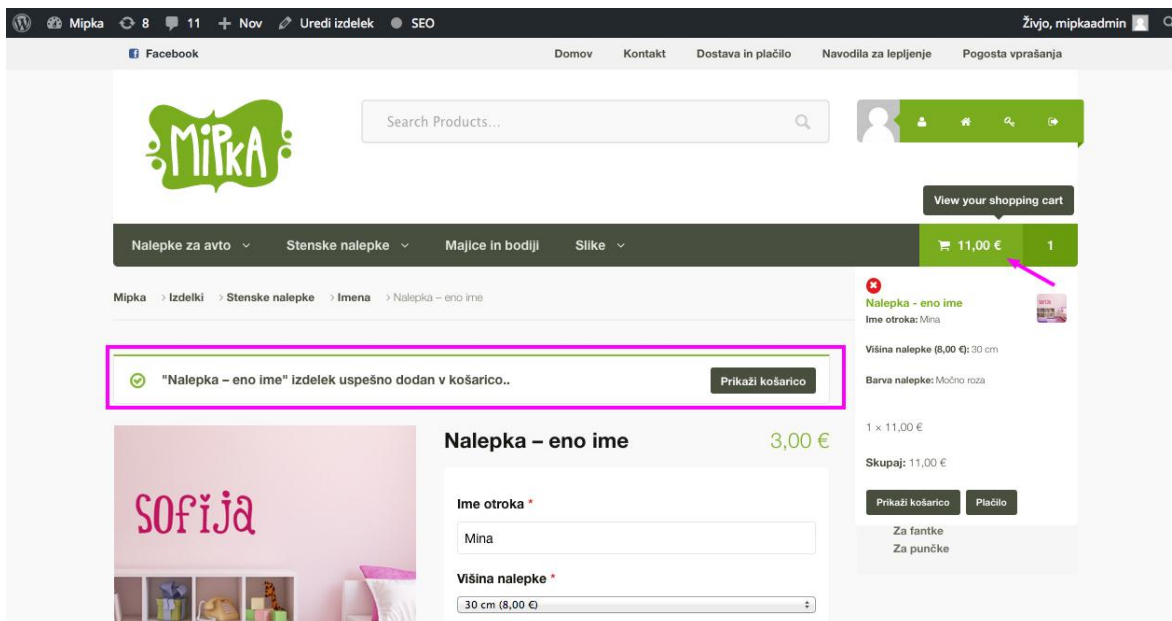 Mipka 8 11 + Nov Uredi izdelek SEO Živjo, mipkaadmin
Facebook Domov Kontakt Dostava in plačilo Navodila za lepljenje Pogosta vprašanja
MiPKA
Search Products...
View your shopping cart
Nalepke za avto Stenske nalepke Majice in bodiji Slike 11,00 € 1
Mipka > Izdelki > Stenske nalepke > Imena > Nalepka – eno ime
Nalepka - eno ime
Ime otroka: Mina
Višina nalepke (8,00 €): 30 cm
Barva nalepke: Močno roza
1 × 11,00 €
Skupaj: 11,00 €
Prikaži košarico Plačilo
Za fantke
Za punčke
"Nalepka – eno ime" izdelek uspešno dodan v košarico.. Prikaži košarico
Nalepka – eno ime 3,00 €
sofija
Ime otroka *
Mina
Višina nalepke *
30 cm (8,00 €)